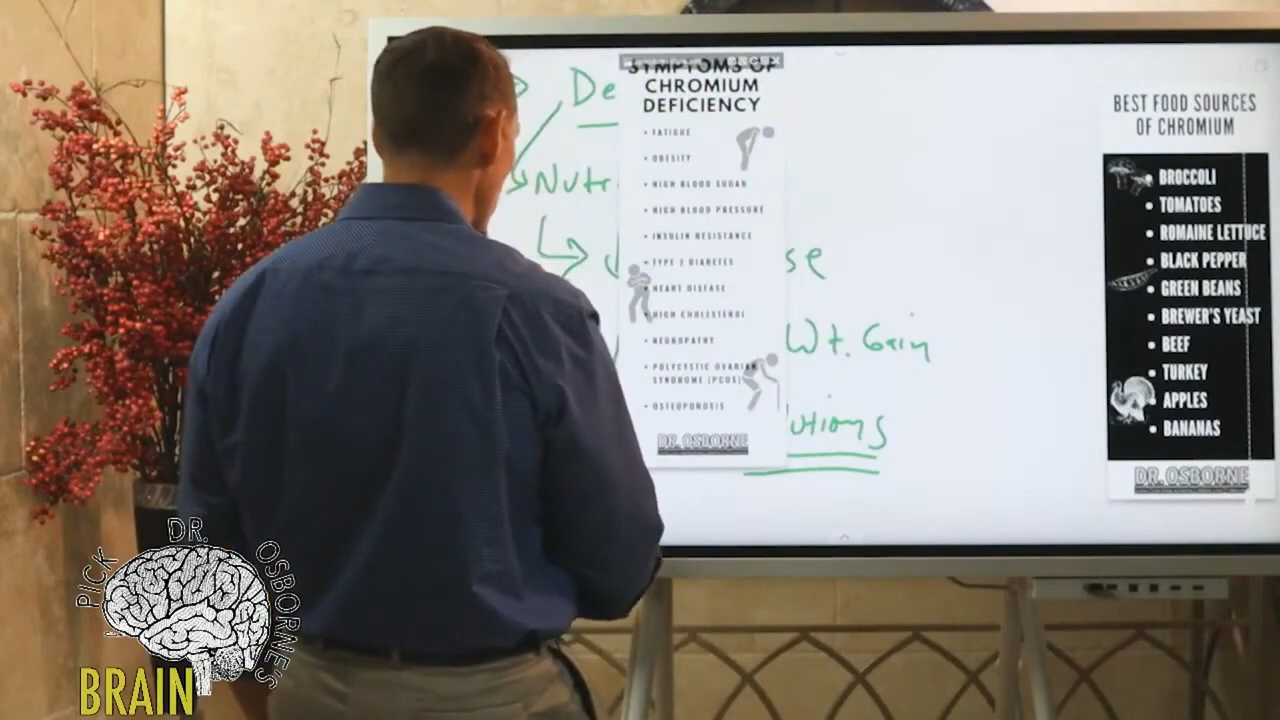 De
Nutr
se
Wt. Gain
utions
SYMPTOMS OF
CHROMIUM
DEFICIENCY
• FATIGUE
• OBESITY
• HIGH BLOOD SUGAR
• HIGH BLOOD PRESSURE
• INSULIN RESISTANCE
• TYPE 2 DIABETES
• HEART DISEASE
• HIGH CHOLESTEROL
• NEUROPATHY
• POLYCYSTIC OVARIAN
SYNDROME (PCOS)
• OSTEOPOROSIS
DR. OSBORNE
BEST FOOD SOURCES
OF CHROMIUM
• BROCCOLI
• TOMATOES
• ROMAINE LETTUCE
• BLACK PEPPER
• GREEN BEANS
• BREWER'S YEAST
• BEEF
• TURKEY
• APPLES
• BANANAS
DR. OSBORNE
PICK DR. OSBORNE'S
BRAIN